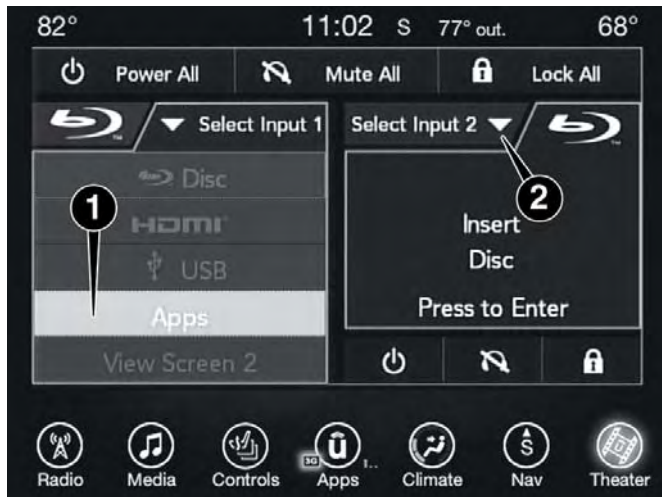 82° 11:02 S 77° out. 68°
Power All Mute All Lock All
Select Input 1 Select Input 2
Disc
HDMI
USB
Apps
View Screen 2
Insert
Disc
Press to Enter
1
2
3G
û
S
Radio Media Controls Apps Climate Nav Theater